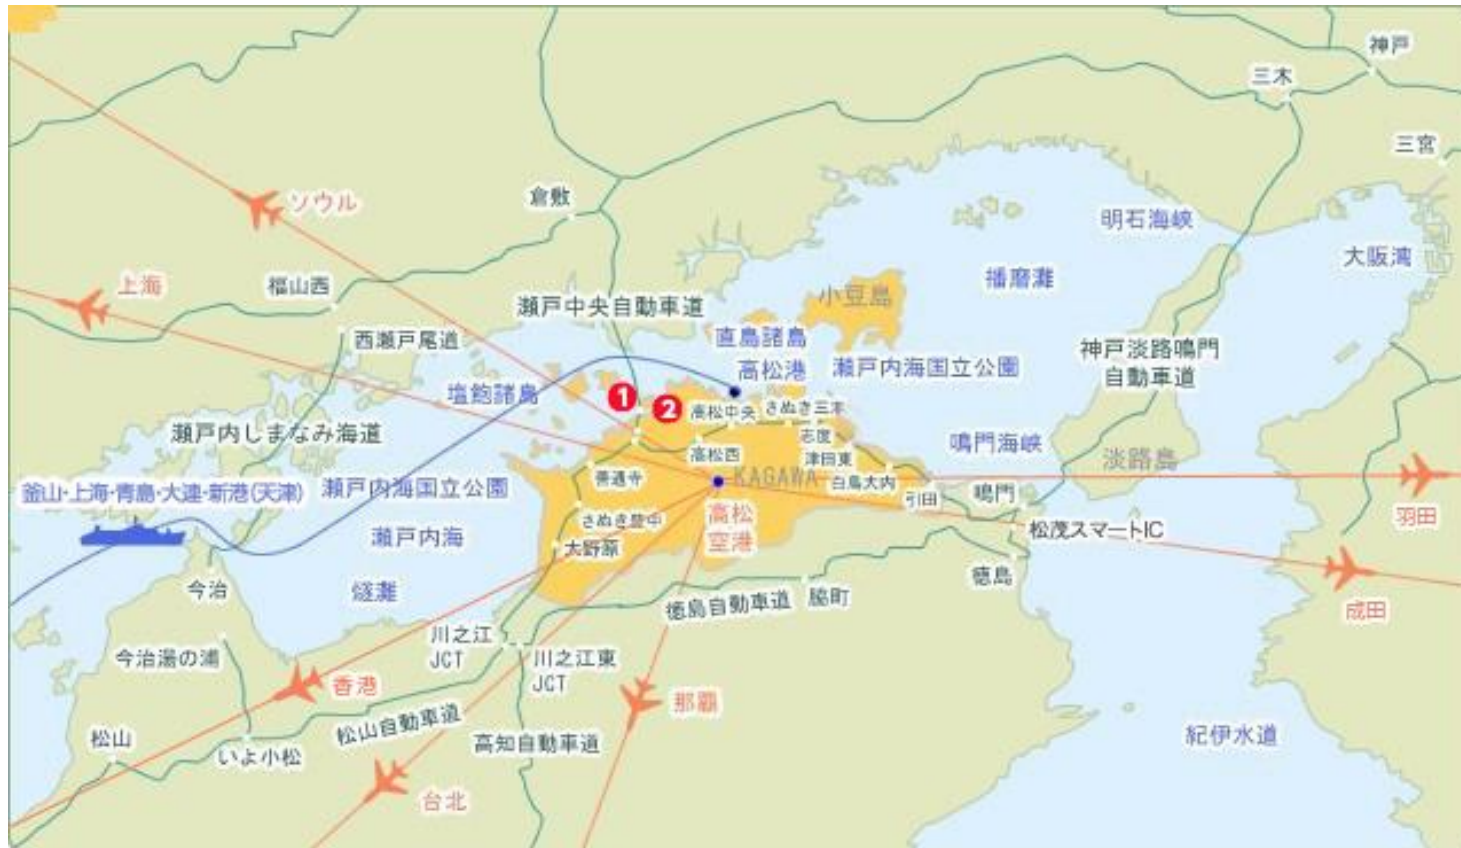 神戸
三木
三宮
ソウル
倉敷
明石海峡
大阪湾
上海
福山西
播磨灘
小豆島
瀬戸中央自動車道
西瀬戸尾道
直島諸島
高松港
瀬戸内海国立公園
神戸淡路鳴門
自動車道
塩飽諸島
1
2
高松中央
さぬき三木
瀬戸内しまなみ海道
志度
鳴門海峡
高松西
津田東
淡路島
善通寺
KAGAWA
白鳥大内
釜山・上海・青島・大連・新港(天津)
瀬戸内海国立公園
引田
鳴門
さぬき豊中
高松
空港
羽田
瀬戸内海
大野原
松茂スマートIC
今治
燧灘
徳島
徳島自動車道
脇町
成田
川之江
JCT
川之江東
JCT
今治湯の浦
香港
那覇
松山自動車道
松山
いよ小松
高知自動車道
紀伊水道
台北